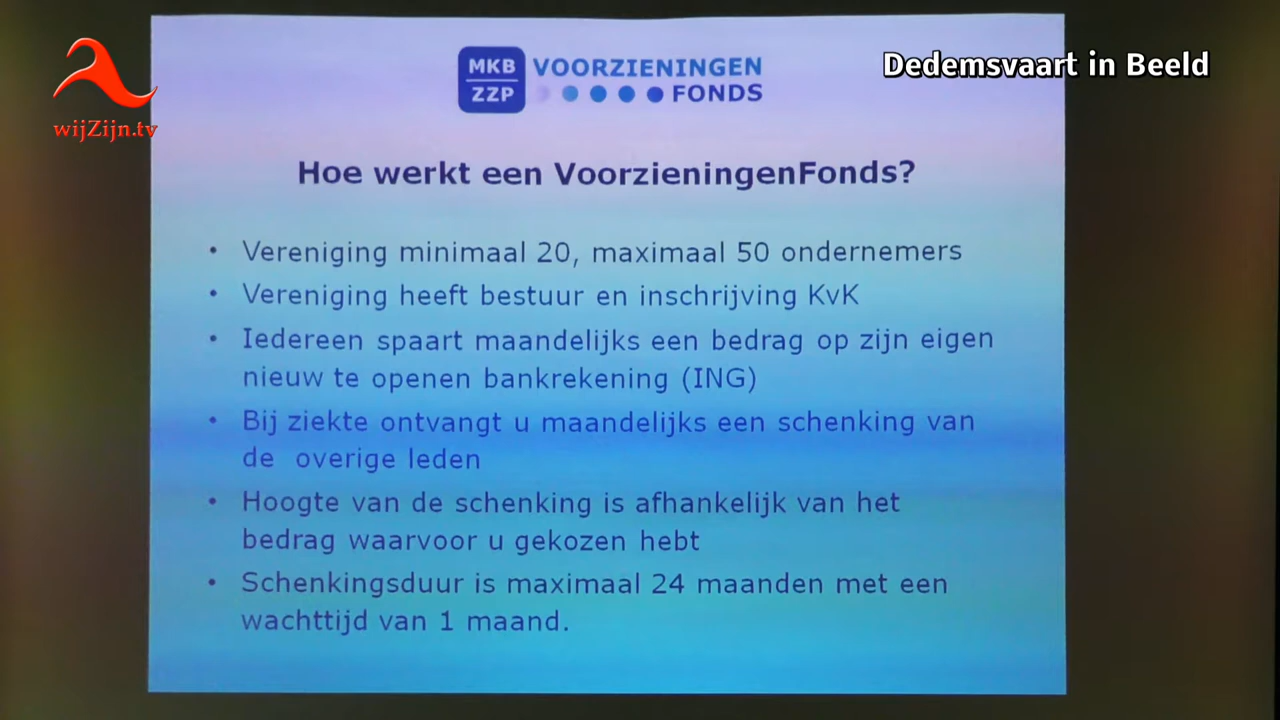 wijZijn.tv
Dedemsvaart in Beeld
MKB
ZZP
VOORZIENINGEN
FONDS
Hoe werkt een VoorzieningenFonds?
• Vereniging minimaal 20, maximaal 50 ondernemers
• Vereniging heeft bestuur en inschrijving KvK
• Iedereen spaart maandelijks een bedrag op zijn eigen
nieuw te openen bankrekening (ING)
• Bij ziekte ontvangt u maandelijks een schenking van
de overige leden
• Hoogte van de schenking is afhankelijk van het
bedrag waarvoor u gekozen hebt
• Schenkingsduur is maximaal 24 maanden met een
wachttijd van 1 maand.